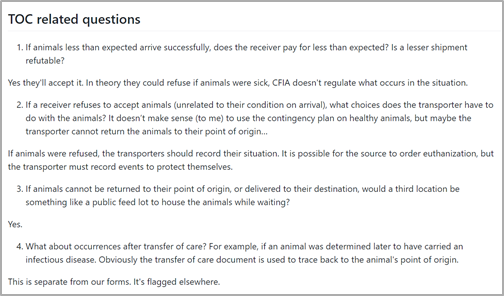 TOC related questions
1. If animals less than expected arrive successfully, does the receiver pay for less than expected? Is a lesser shipment
refutable?
Yes they'll accept it. In theory they could refuse if animals were sick, CFIA doesn't regulate what occurs in the situation.
2. If a receiver refuses to accept animals (unrelated to their condition on arrival), what choices does the transporter have to
do with the animals? It doesn't make sense (to me) to use the contingency plan on healthy animals, but maybe the
transporter cannot return the animals to their point of origin...
If animals were refused, the transporters should record their situation. It is possible for the source to order euthanization, but
the transporter must record events to protect themselves.
3. If animals cannot be returned to their point of origin, or delivered to their destination, would a third location be
something like a public feed lot to house the animals while waiting?
Yes.
4. What about occurrences after transfer of care? For example, if an animal was determined later to have carried an
infectious disease. Obviously the transfer of care document is used to trace back to the animal's point of origin.
This is separate from our forms. It's flagged elsewhere.